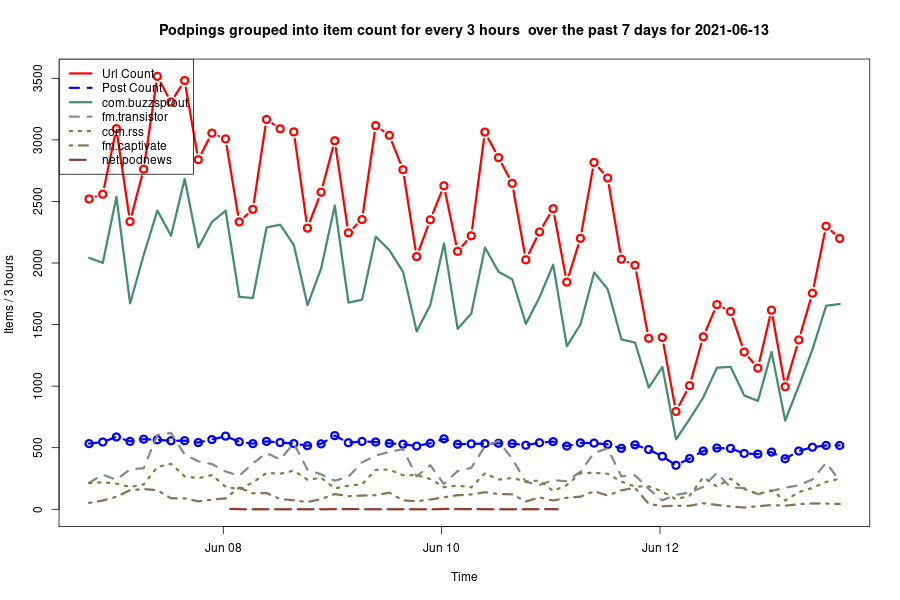 Podpings grouped into item count for every 3 hours  over the past 7 days for 2021-06-13
Url Count
Post Count
com.buzzsprout
fm.transistor
com.rss
fm.captivate
net.podnews
3500
3000
2500
2000
1500
1000
500
0
Items / 3 hours
Jun 08
Jun 10
Jun 12
Time